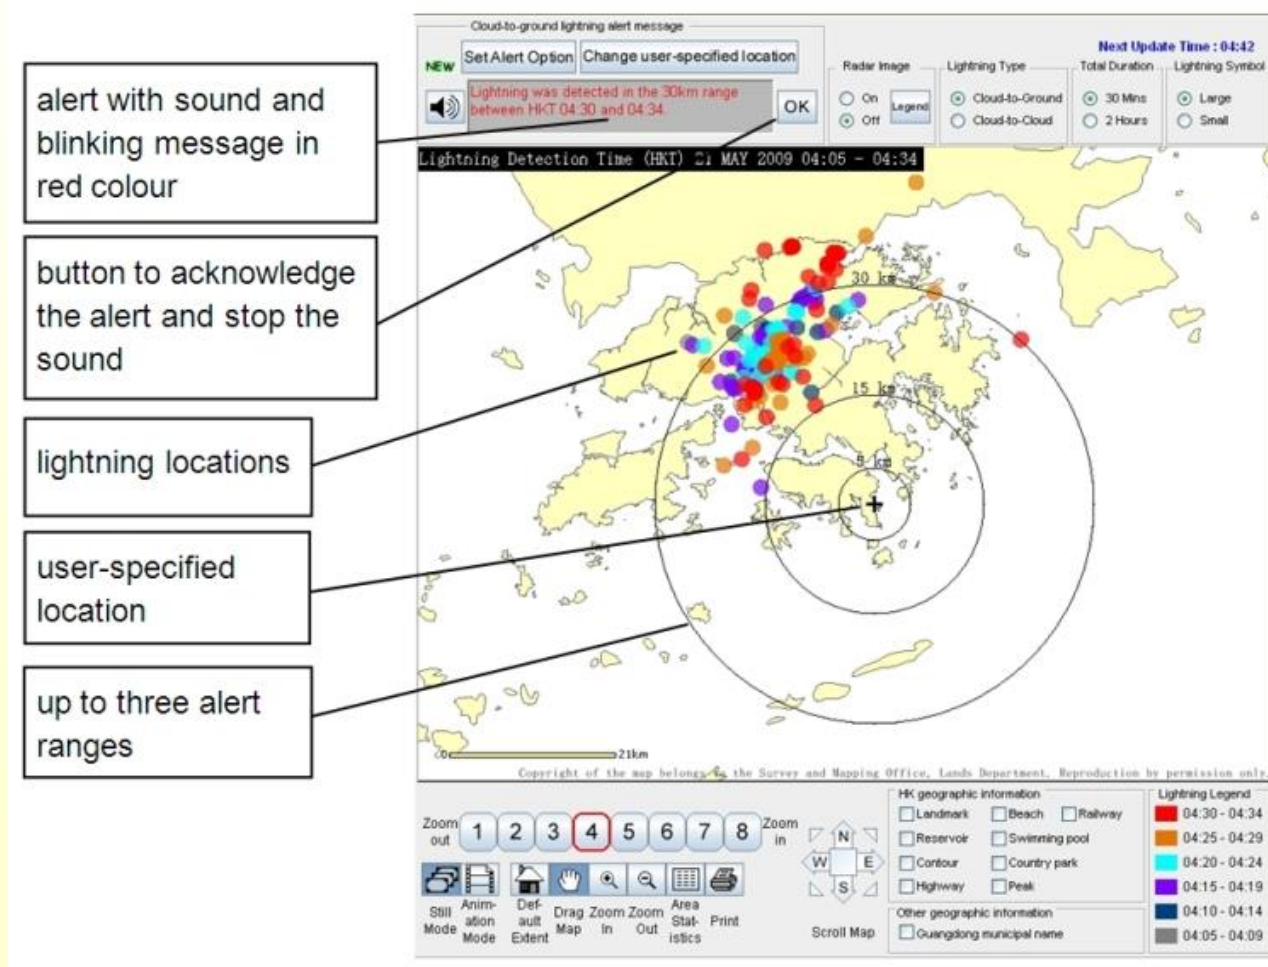 Cloud-to-ground lightning alert message
NEW
Set Alert Option
Change user-specified location
Lightning was detected in the 30km range
between HKT 04:30 and 04:34.
OK
Next Update Time : 04:42
Radar Image
On
Off
Legend
Lightning Type
Cloud-to-Ground
Cloud-to-Cloud
Total Duration
30 Mins
2 Hours
Lightning Symbol
Large
Small
alert with sound and
blinking message in
red colour
button to acknowledge
the alert and stop the
sound
lightning locations
user-specified
location
up to three alert
ranges
Lightning Detection Time (HKT) 21 MAY 2009 04:05 - 04:34
30 km
15 km
5 km
0
21km
Copyright of the map belongs to the Survey and Mapping Office, Lands Department. Reproduction by permission only.
Zoom
out
1 2 3 4 5 6 7 8
Zoom
in
Still
Mode
Anim-
ation
Mode
Def-
ault
Extent
Drag
Map
Zoom
In
Zoom
Out
Area
Stat-
istics
Print
N
W E
S
Scroll Map
HK geographic information
Landmark Beach Railway
Reservoir Swimming pool
Contour Country park
Highway Peak
Other geographic information
Guangdong municipal name
Lightning Legend
04:30 - 04:34
04:25 - 04:29
04:20 - 04:24
04:15 - 04:19
04:10 - 04:14
04:05 - 04:09